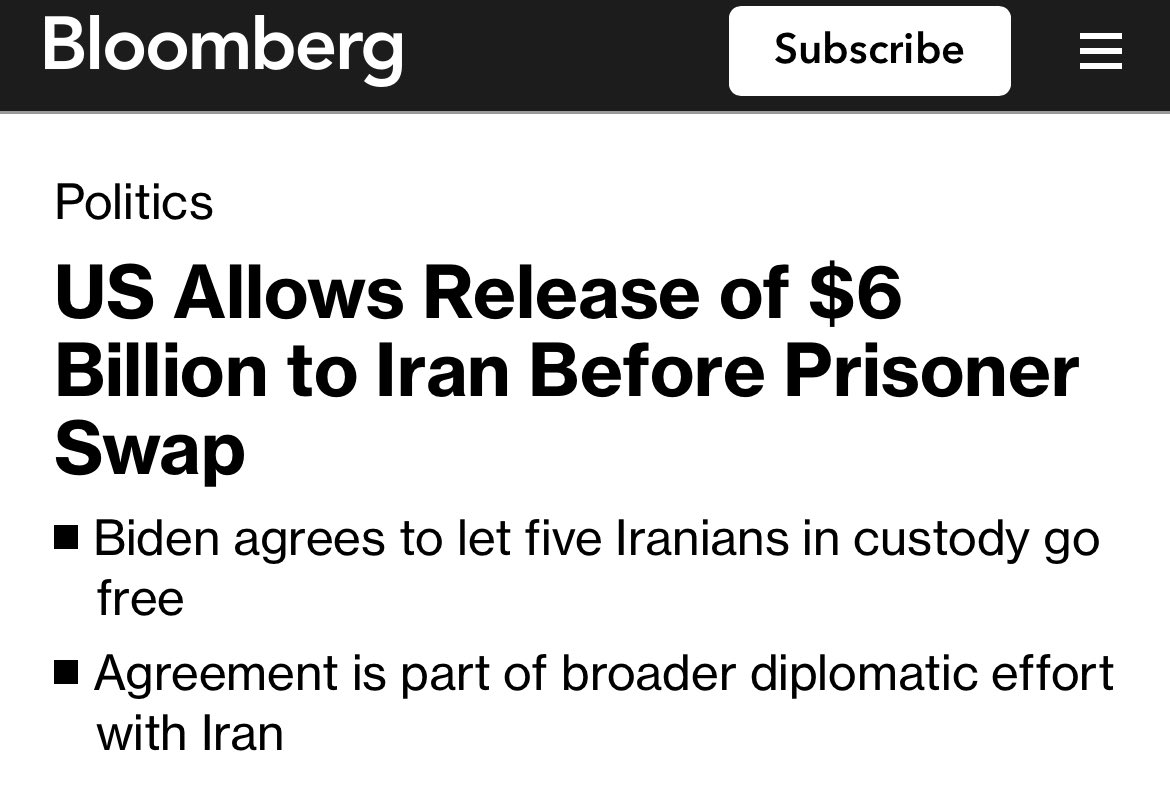 Bloomberg
Subscribe
Politics
US Allows Release of $6
Billion to Iran Before Prisoner
Swap
Biden agrees to let five Iranians in custody go
free
Agreement is part of broader diplomatic effort
with Iran